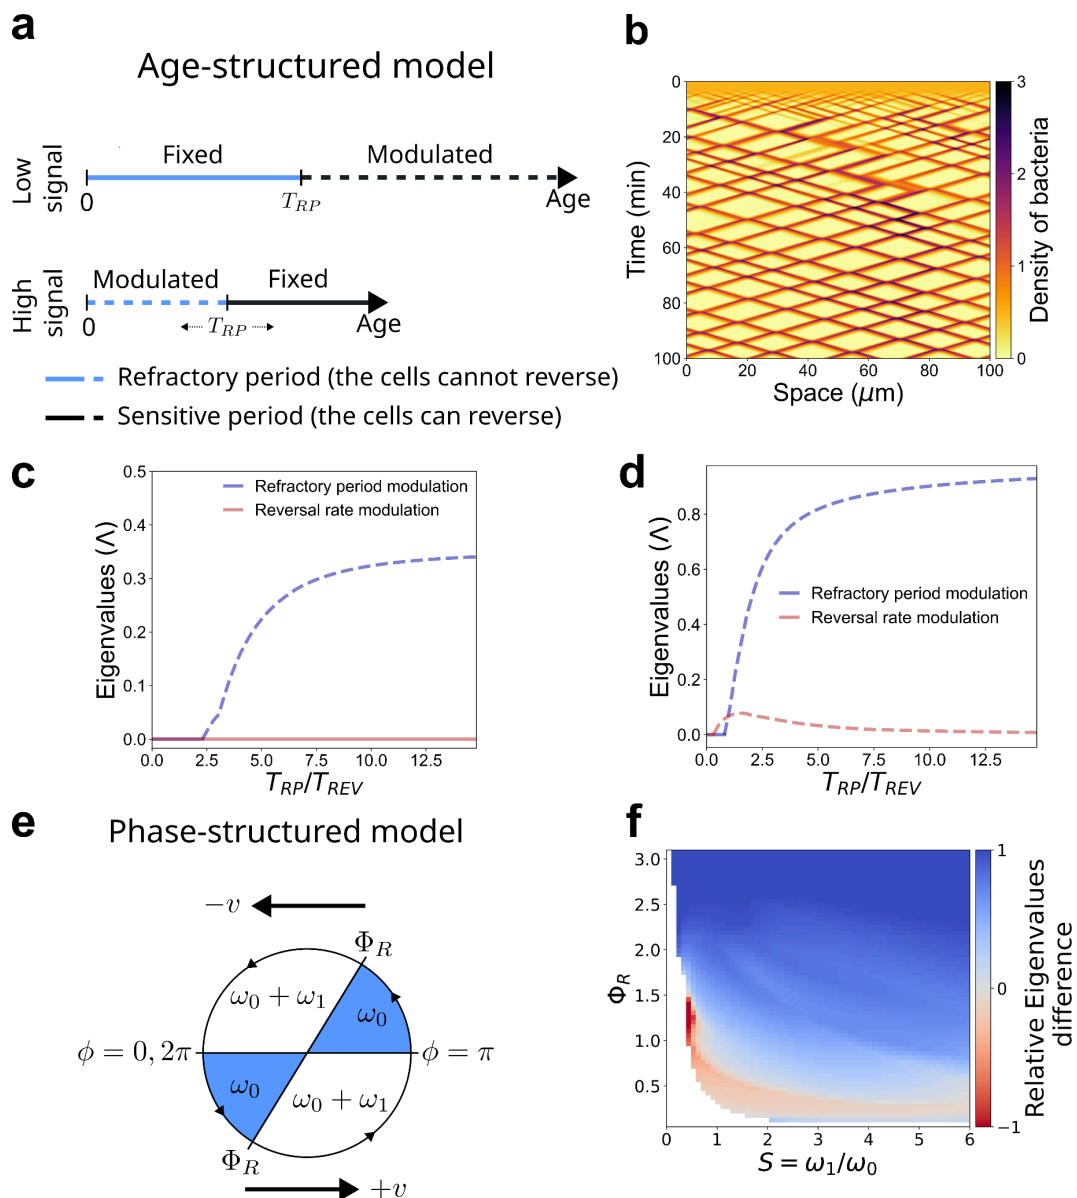 a
Age-structured model
Low signal
Fixed
Modulated
0
T_RP
Age
High signal
Modulated
Fixed
0
T_RP
Age
Refractory period (the cells cannot reverse)
Sensitive period (the cells can reverse)
b
Time (min)
0
20
40
60
80
100
0
20
40
60
80
100
Space (μm)
3
2
1
0
Density of bacteria
c
Eigenvalues (Λ)
0.5
0.4
0.3
0.2
0.1
0.0
Refractory period modulation
Reversal rate modulation
0.0
2.5
5.0
7.5
10.0
12.5
T_RP/T_REV
d
Eigenvalues (Λ)
0.8
0.6
0.4
0.2
0.0
Refractory period modulation
Reversal rate modulation
0.0
2.5
5.0
7.5
10.0
12.5
T_RP/T_REV
e
Phase-structured model
−v
Φ_R
ω₀ + ω₁
ω₀
ϕ = 0, 2π
ϕ = π
ω₀
ω₀ + ω₁
Φ_R
+v
f
Φ_R
3.0
2.5
2.0
1.5
1.0
0.5
0
1
2
3
4
5
6
S = ω₁/ω₀
1
0
−1
Relative Eigenvalues
difference